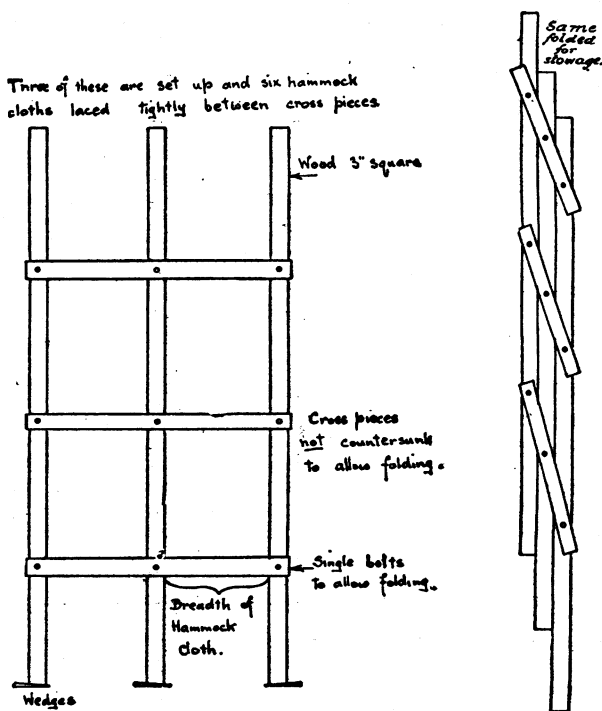 Three of these are set up and six hammock
cloths laced tightly between cross pieces
Same
folded
for
stowage.
Wood 3" square
Cross pieces
not countersunk
to allow folding.
Single bolts
to allow folding.
Breadth of
Hammock
Cloth.
Wedges